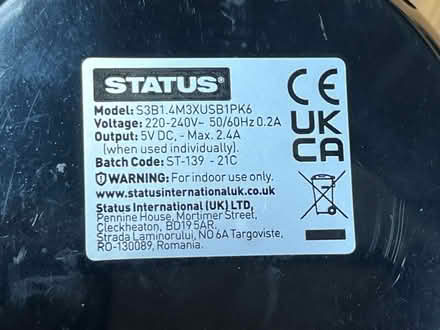 STATUS®
Model: S3B1.4M3XUSB1PK6
Voltage: 220-240V~ 50/60Hz 0.2A
Output: 5V DC, - Max. 2.4A
(when used individually).
Batch Code: ST-139 - 21C
WARNING: For indoor use only.
www.statusinternationaluk.co.uk
Status International (UK) LTD,
Pennine House, Mortimer Street,
Cleckheaton, BD19 5AR.
Strada Laminorului, NO 6A Targoviste,
RO-130089, Romania.
CE
UK
CA